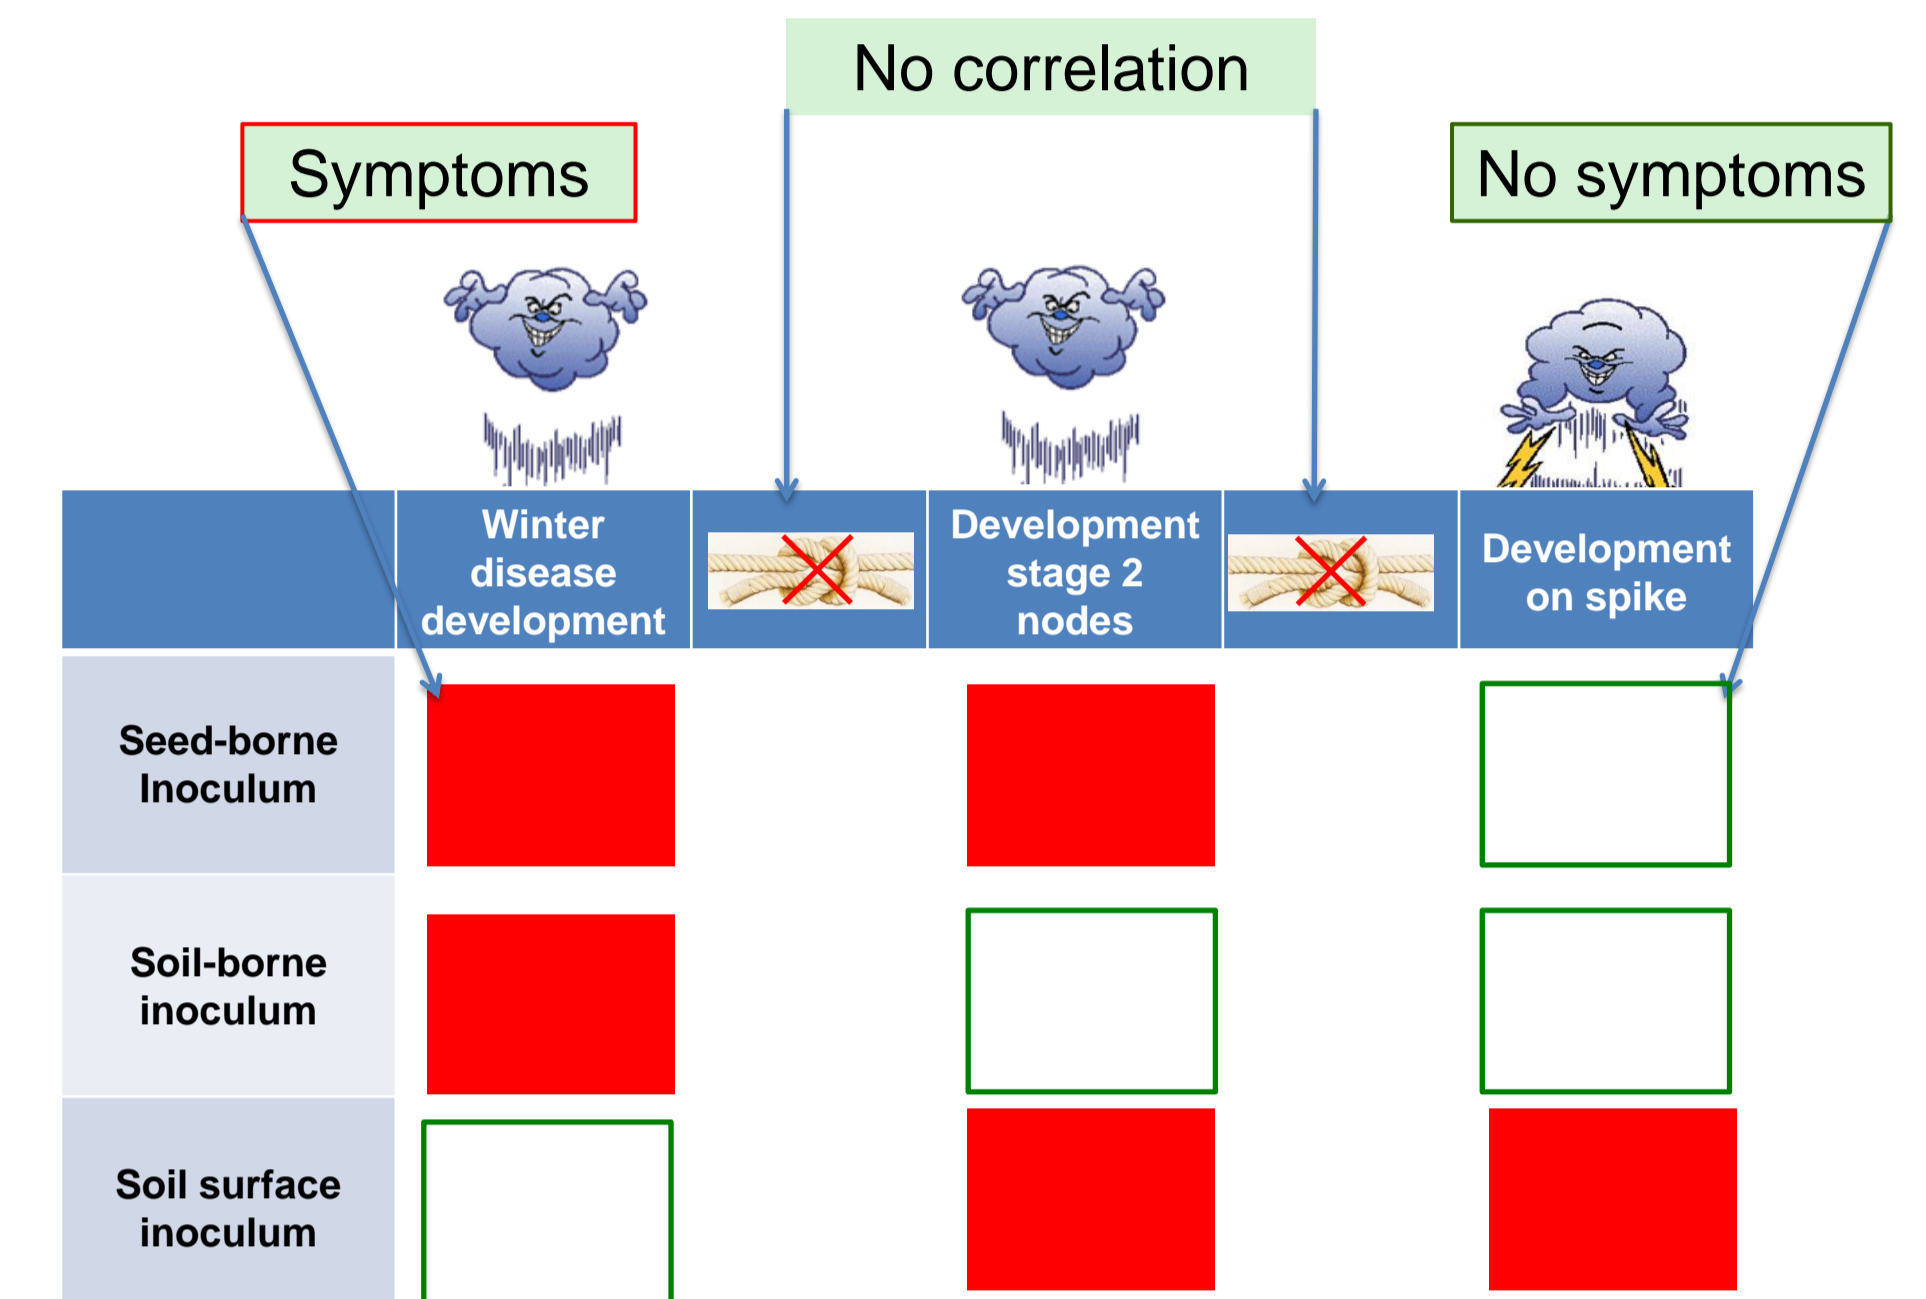 No correlation
Symptoms
No symptoms
Winter
disease
development
Development
stage 2
nodes
Development
on spike
Seed-borne
Inoculum
Soil-borne
inoculum
Soil surface
inoculum